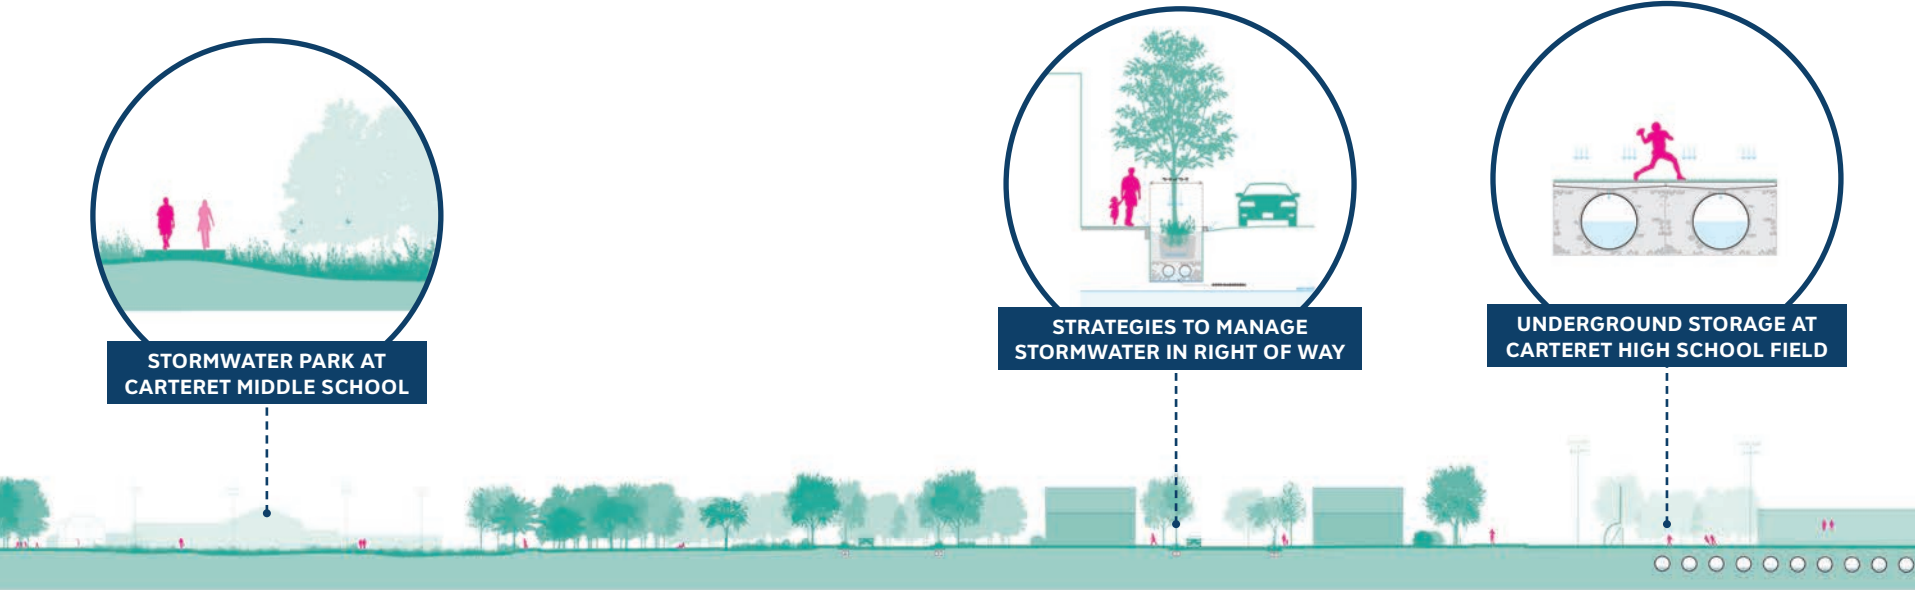 STORMWATER PARK AT
CARTERET MIDDLE SCHOOL
STRATEGIES TO MANAGE
STORMWATER IN RIGHT OF WAY
UNDERGROUND STORAGE AT
CARTERET HIGH SCHOOL FIELD